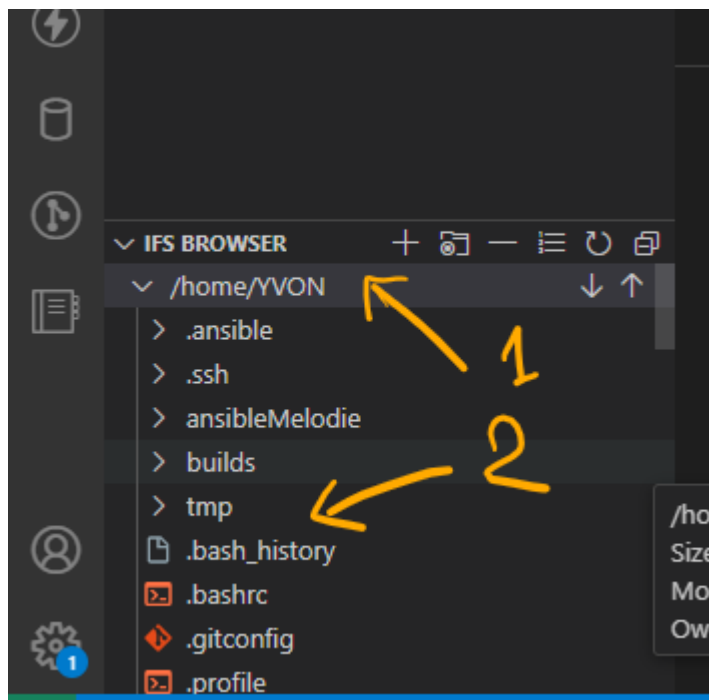 IFS BROWSER
/home/YVON
.ansible
1
.ssh
ansibleMelodie
2
builds
tmp
/ho
.bash_history
Size
.bashrc
Mo
.gitconfig
Ow
1
.profile